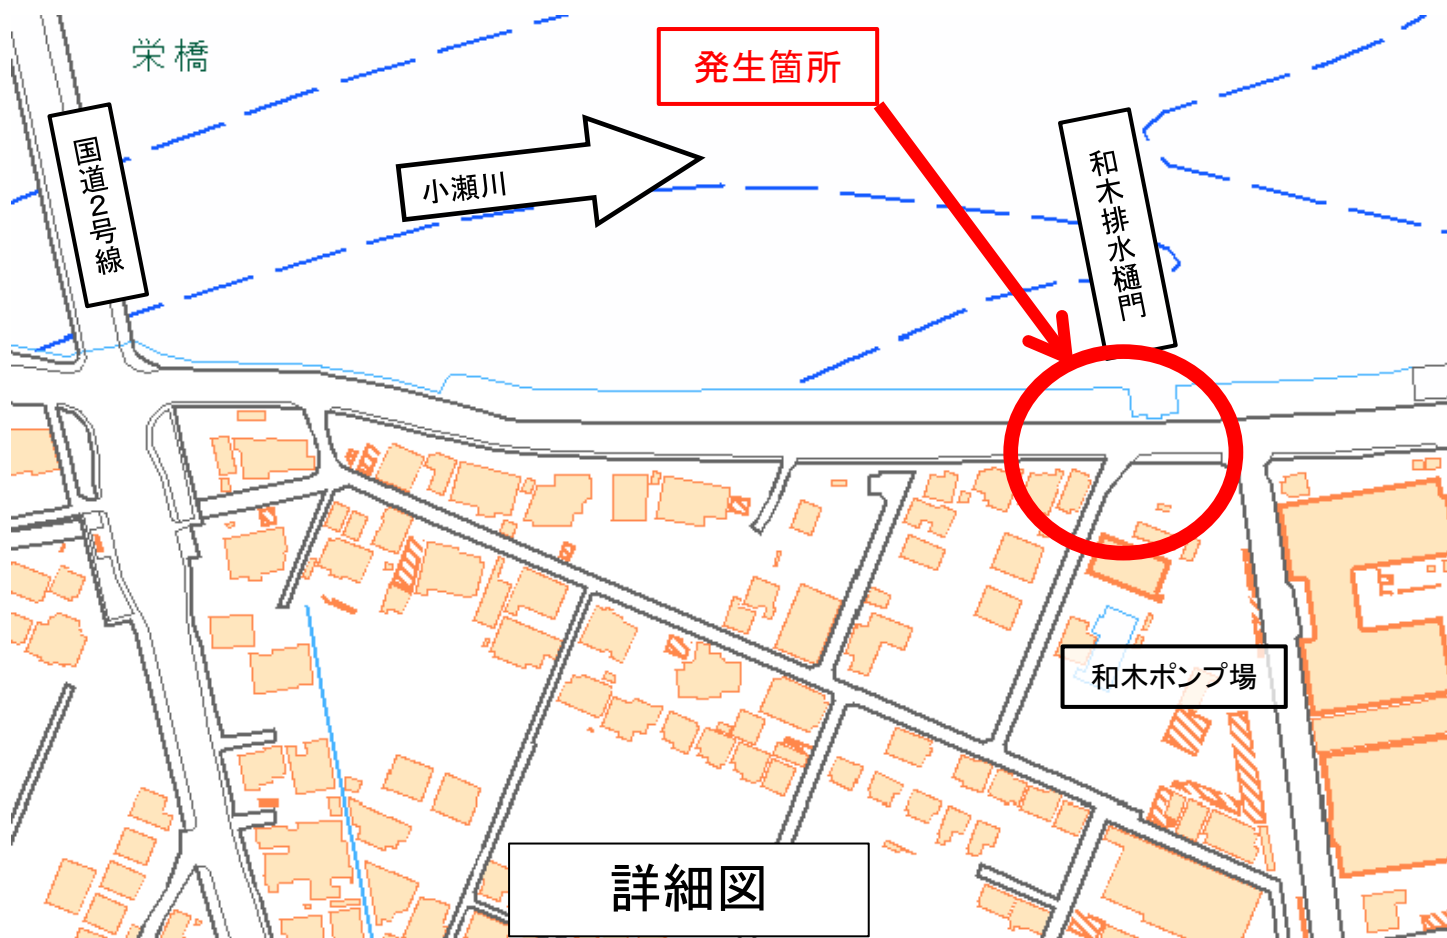 栄橋
発生箇所
国道2号線
小瀬川
和木排水樋門
和木ポンプ場
詳細図